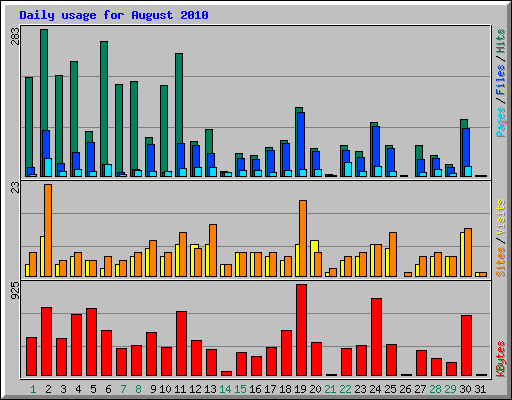 Daily usage for August 2010
283
Pages / Files / Hits
23
Sites / Visits
925
KBytes
1 2 3 4 5 6 7 8 9 10 11 12 13 14 15 16 17 18 19 20 21 22 23 24 25 26 27 28 29 30 31